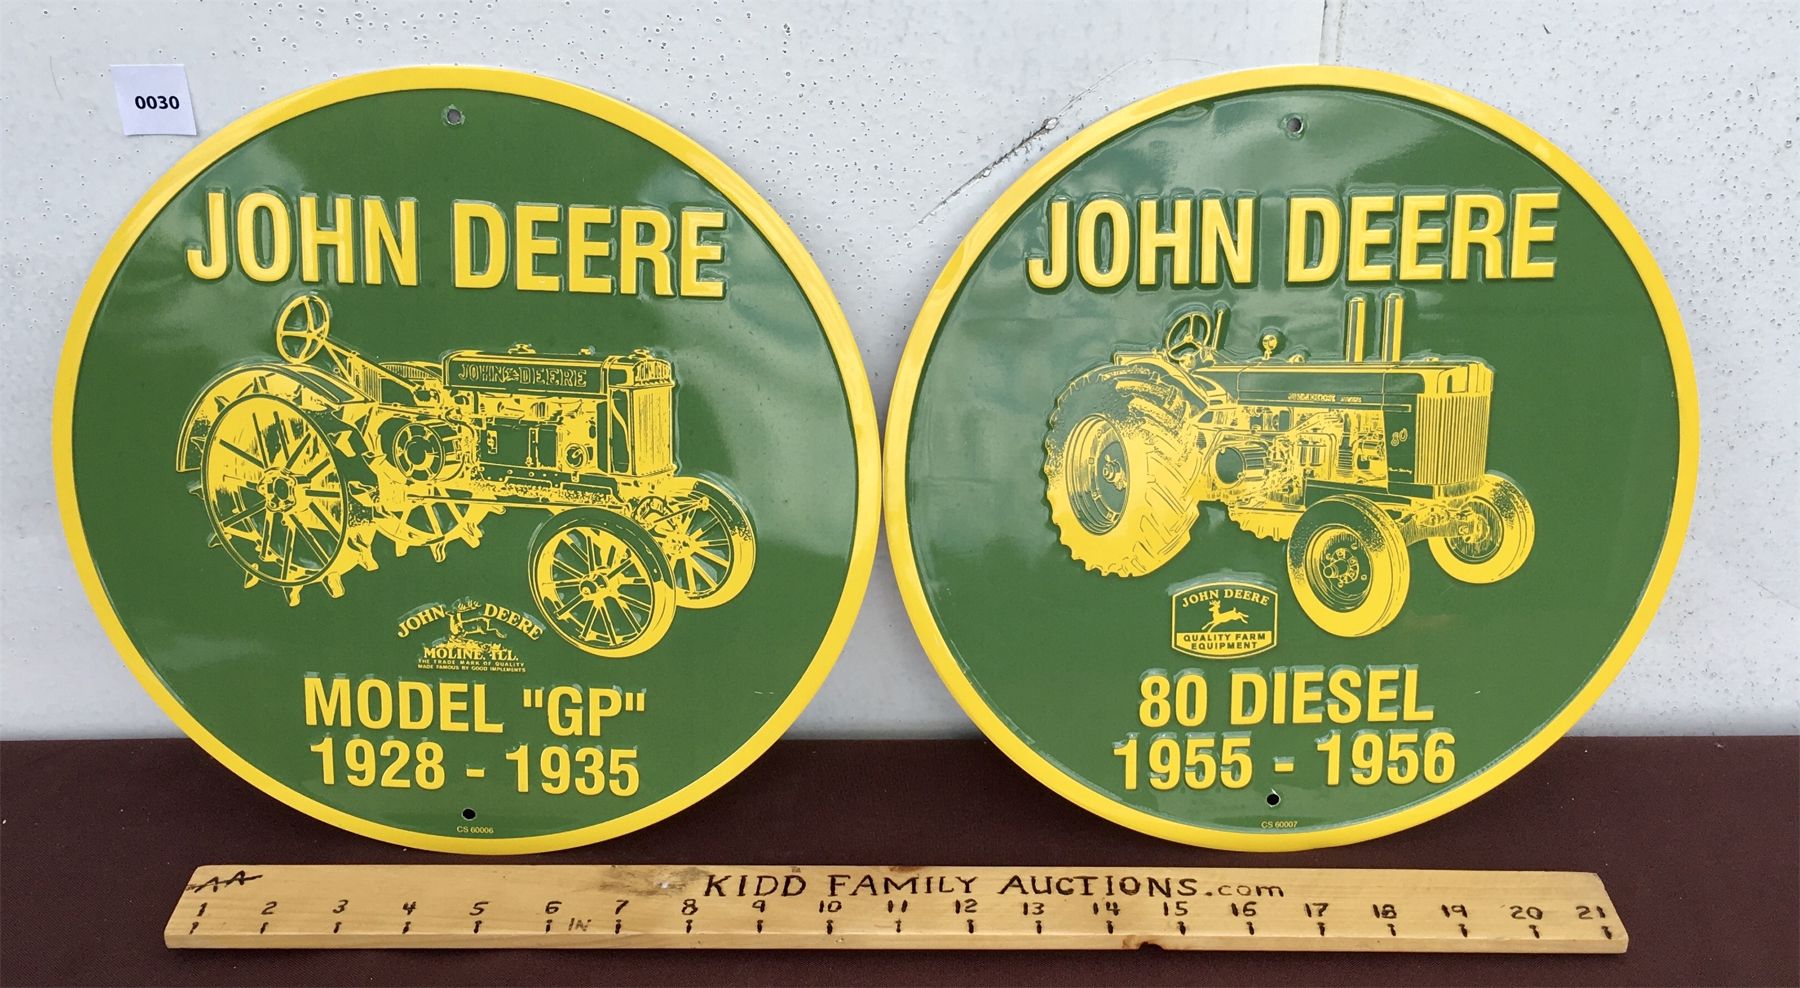 0030
JOHN DEERE
JOHN DEERE
JOHN DEERE
MOLINE, ILL.
THE TRADE MARK OF QUALITY
MADE FAMOUS BY GOOD IMPLEMENTS
MODEL "GP"
1928 - 1935
CS 60006
JOHN DEERE
80
JOHN DEERE
QUALITY FARM
EQUIPMENT
80 DIESEL
1955 - 1956
CS 60007
AA KIDD FAMILY AUCTIONS.com
1 2 3 4 5 6 IN 7 8 9 10 11 12 13 14 15 16 17 18 19 20 21